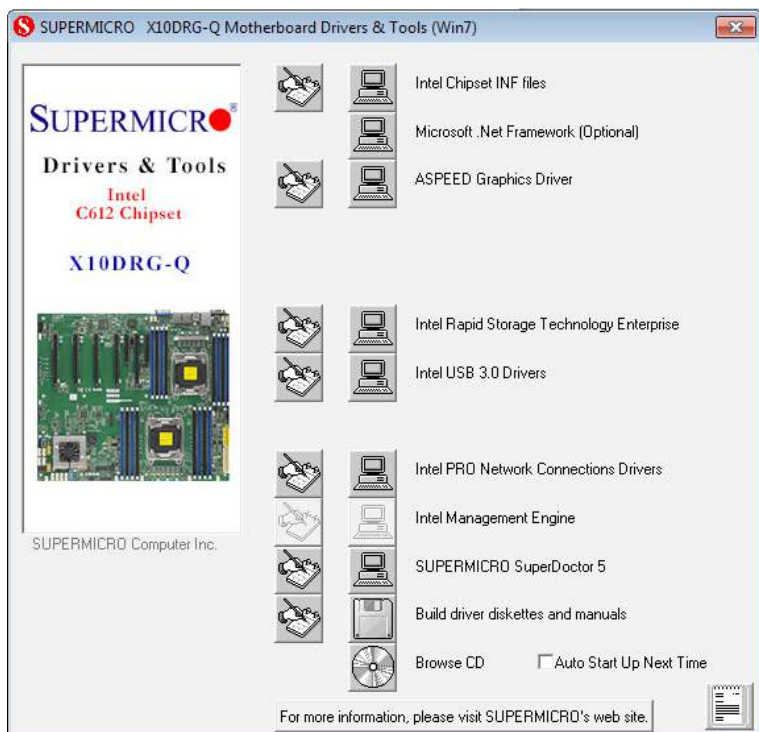 SUPERMICRO X10DRG-Q Motherboard Drivers & Tools (Win7)
SUPERMICRO®
Drivers & Tools
Intel
C612 Chipset
X10DRG-Q
SUPERMICRO Computer Inc.
Intel Chipset INF files
Microsoft .Net Framework (Optional)
ASPEED Graphics Driver
Intel Rapid Storage Technology Enterprise
Intel USB 3.0 Drivers
Intel PRO Network Connections Drivers
Intel Management Engine
SUPERMICRO SuperDoctor 5
Build driver diskettes and manuals
Browse CD
Auto Start Up Next Time
For more information, please visit SUPERMICRO's web site.